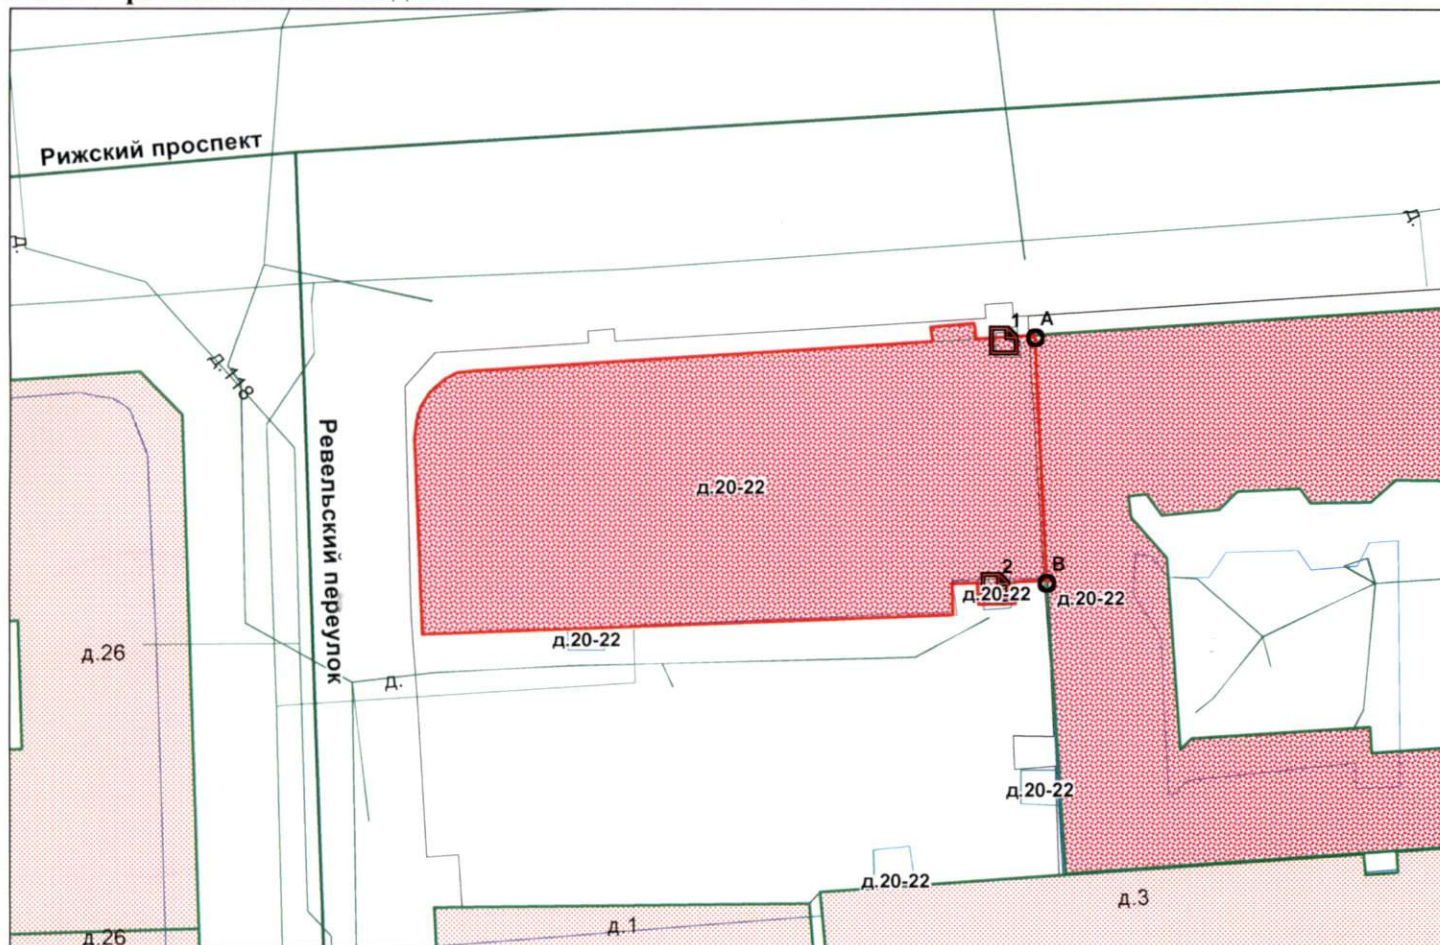 Рижский проспект
д.
д.
1
A
д.118
Ревельский переулок
д.20-22
2
B
д.20-22
д.20-22
д.20-22
д.26
д.
д.20-22
д.20-22
д.3
д.1
д.26